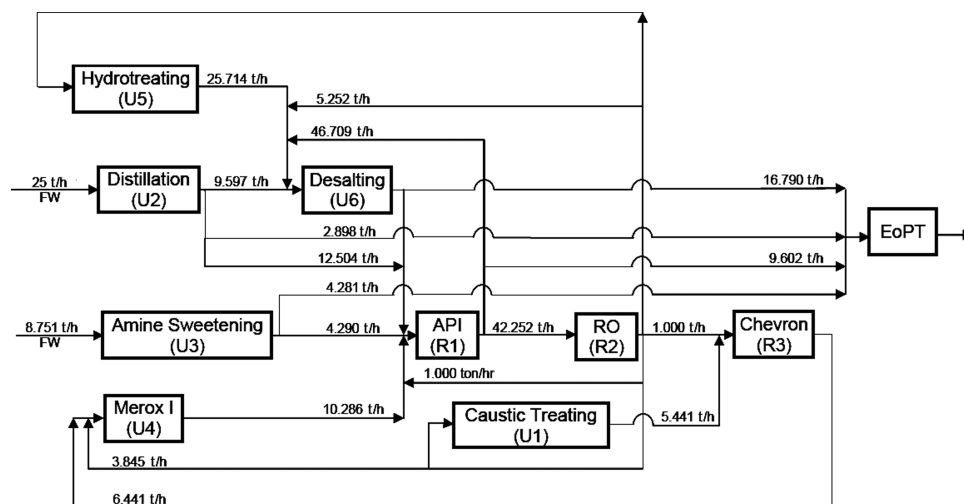 Hydrotreating
(U5)
25.714 t/h
5.252 t/h
46.709 t/h
25 t/h
FW
Distillation
(U2)
9.597 t/h
Desalting
(U6)
16.790 t/h
2.898 t/h
EoPT
12.504 t/h
9.602 t/h
4.281 t/h
8.751 t/h
FW
Amine Sweetening
(U3)
4.290 t/h
API
(R1)
42.252 t/h
RO
(R2)
1.000 t/h
Chevron
(R3)
1.000 ton/hr
Merox I
(U4)
10.286 t/h
Caustic Treating
(U1)
5.441 t/h
3.845 t/h
6.441 t/h